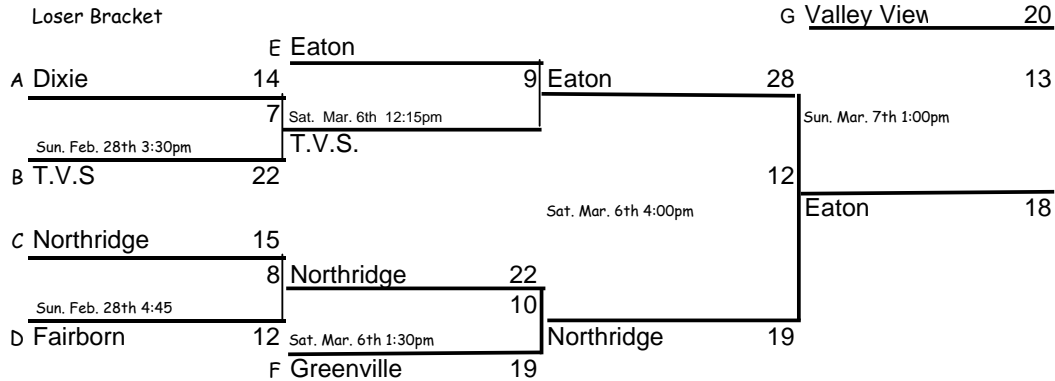 Loser Bracket
G Valley View 20
E Eaton
A Dixie 14
9 Eaton 28
13
7 Sat. Mar. 6th 12:15pm
Sun. Mar. 7th 1:00pm
Sun. Feb. 28th 3:30pm
T.V.S.
B T.V.S 22
12
Sat. Mar. 6th 4:00pm
Eaton 18
C Northridge 15
8 Northridge 22
Sun. Feb. 28th 4:45
10
D Fairborn 12
Sat. Mar. 6th 1:30pm
Northridge 19
F Greenville 19